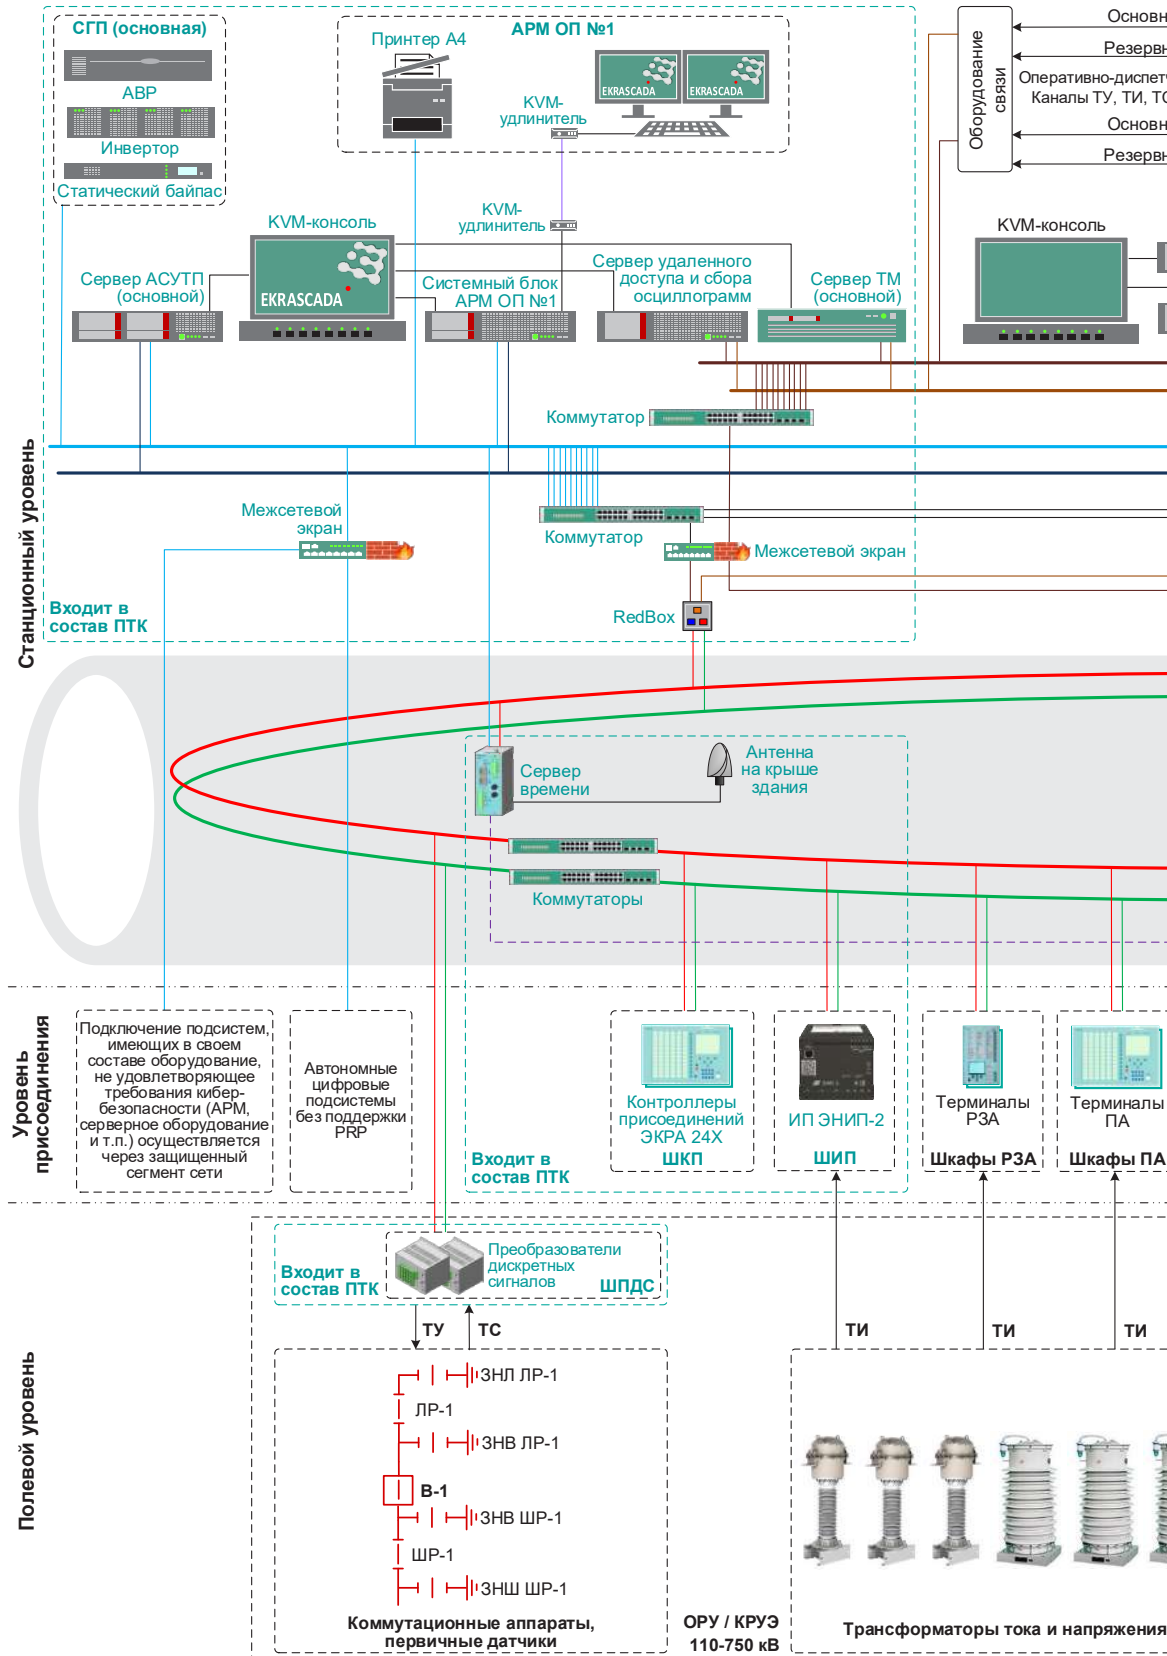 СГП (основная)
АВР
Инвертор
Статический байпас
АРМ ОП №1
Принтер А4
KVM-
удлинитель
EKRASCADA
EKRASCADA
KVM-
удлинитель
Оборудование
связи
Основн
Резервн
Оперативно-диспетч
Каналы ТУ, ТИ, ТС
Основн
Резервн
KVM-консоль
EKRASCADA
KVM-консоль
Сервер АСУТП
(основной)
Системный блок
АРМ ОП №1
Сервер удаленного
доступа и сбора
осциллограмм
Сервер ТМ
(основной)
Коммутатор
Коммутатор
Межсетевой
экран
Межсетевой экран
RedBox
Входит в
состав ПТК
Станционный уровень
Сервер
времени
Антенна
на крыше
здания
Коммутаторы
Уровень
присоединения
Подключение подсистем,
имеющих в своем
составе оборудование,
не удовлетворяющее
требования кибер-
безопасности (АРМ,
серверное оборудование
и т.п.) осуществляется
через защищенный
сегмент сети
Автономные
цифровые
подсистемы
без поддержки
PRP
Входит в
состав ПТК
Контроллеры
присоединений
ЭКРА 24Х
ШКП
ИП ЭНИП-2
ШИП
Терминалы
РЗА
Шкафы РЗА
Терминалы
ПА
Шкафы ПА
Полевой уровень
Входит в
состав ПТК
Преобразователи
дискретных
сигналов
ШПДС
ТУ
ТС
ТИ
ТИ
ТИ
ЗНЛ ЛР-1
ЛР-1
ЗНВ ЛР-1
В-1
ЗНВ ШР-1
ШР-1
ЗНШ ШР-1
Коммутационные аппараты,
первичные датчики
ОРУ / КРУЭ
110-750 кВ
Трансформаторы тока и напряжения